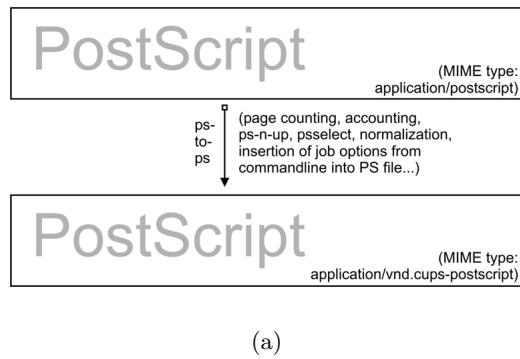 PostScript
(MIME type:
application/postscript)
ps-
to-
ps
(page counting, accounting,
ps-n-up, psselect, normalization,
insertion of job options from
commandline into PS file...)
PostScript
(MIME type:
application/vnd.cups-postscript)
(a)